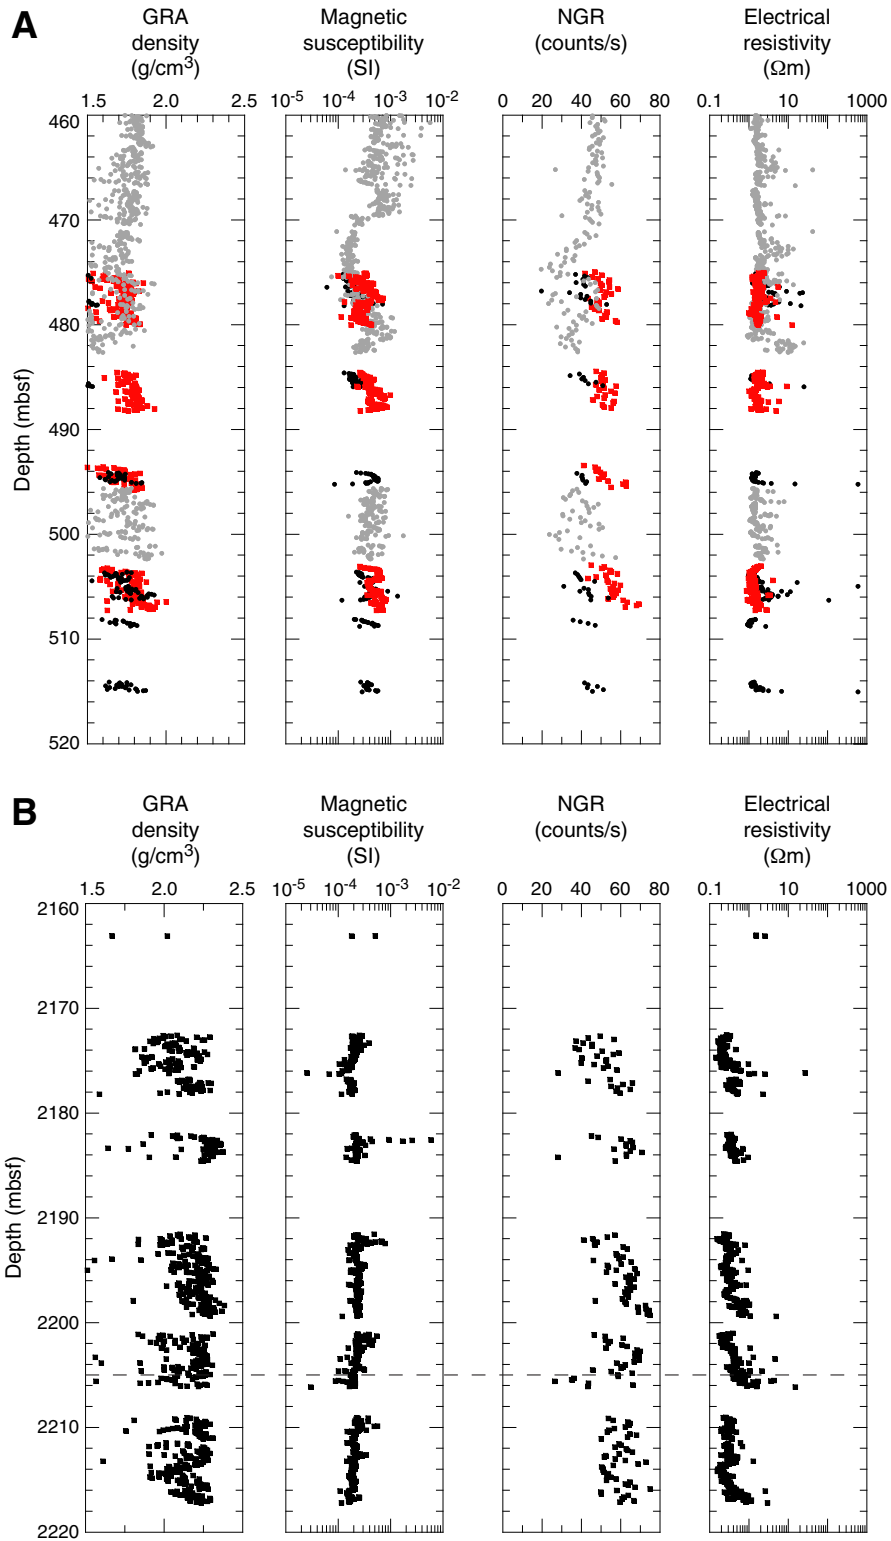 A
GRA
density
(g/cm3)
Magnetic
susceptibility
(SI)
NGR
(counts/s)
Electrical
resistivity
(Ωm)
1.5 2.0 2.5
10-5 10-4 10-3 10-2
0 20 40 60 80
0.1 10 1000
460
470
480
490
500
510
520
Depth (mbsf)
B
GRA
density
(g/cm3)
Magnetic
susceptibility
(SI)
NGR
(counts/s)
Electrical
resistivity
(Ωm)
1.5 2.0 2.5
10-5 10-4 10-3 10-2
0 20 40 60 80
0.1 10 1000
2160
2170
2180
2190
2200
2210
2220
Depth (mbsf)